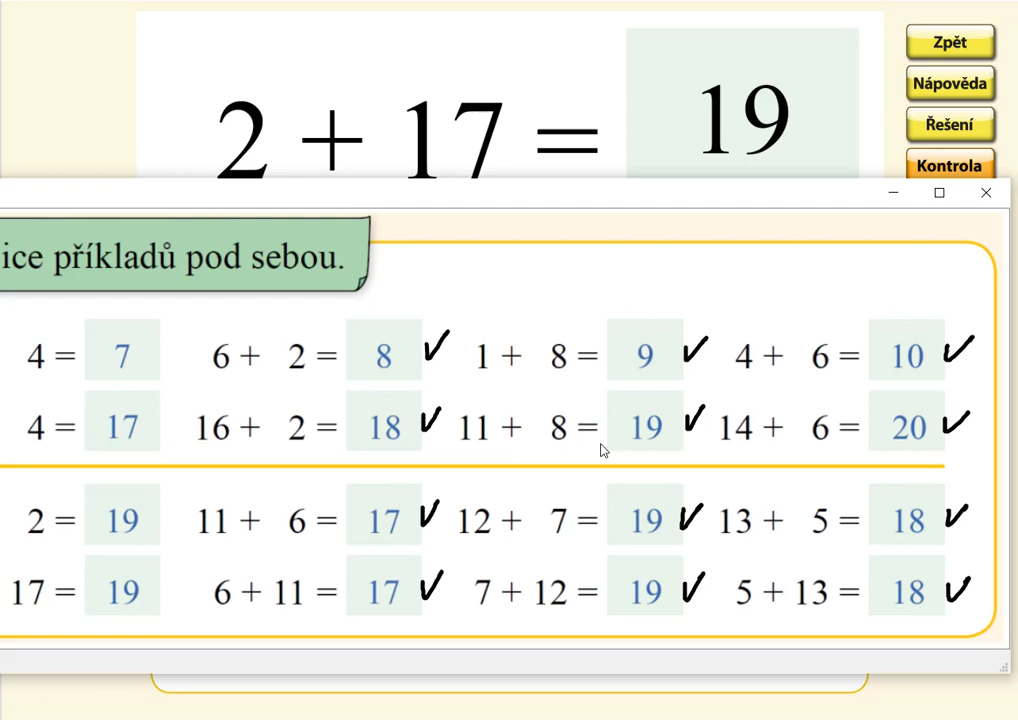 2 + 17 = 19
Zpět
Nápověda
Řešení
Kontrola
ice příkladů pod sebou.
4 = 7 6 + 2 = 8 ✓ 1 + 8 = 9 ✓ 4 + 6 = 10 ✓
4 = 17 16 + 2 = 18 ✓ 11 + 8 = 19 ✓ 14 + 6 = 20 ✓
2 = 19 11 + 6 = 17 ✓ 12 + 7 = 19 ✓ 13 + 5 = 18 ✓
17 = 19 6 + 11 = 17 ✓ 7 + 12 = 19 ✓ 5 + 13 = 18 ✓